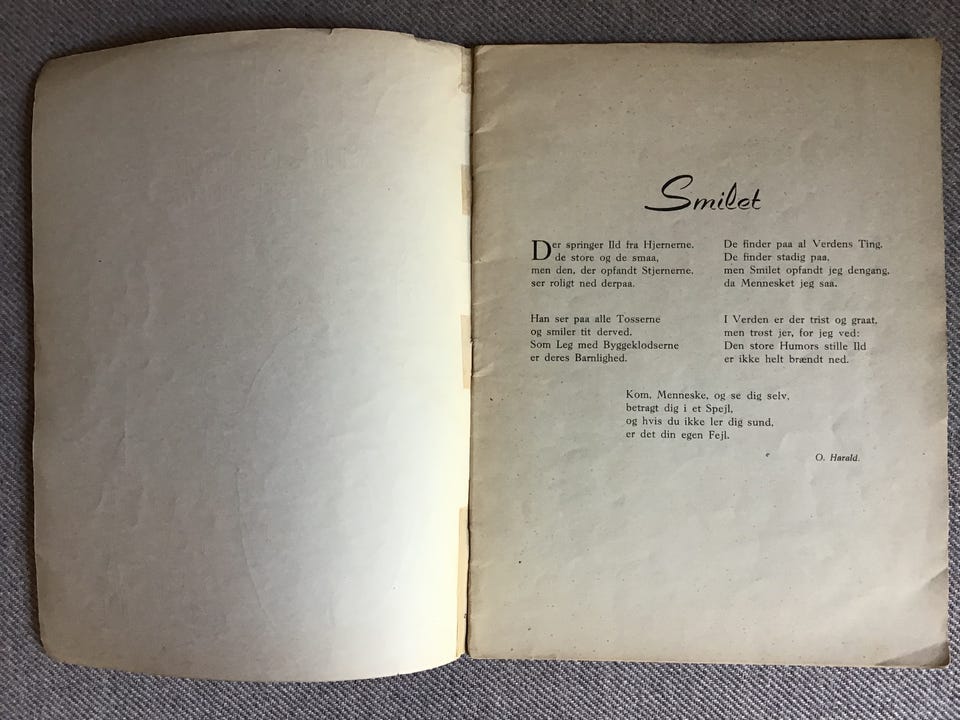 Smilet
Der springer Ild fra Hjernerne.
de store og de smaa,
men den, der opfandt Stjernerne.
ser roligt ned derpaa.
Han ser paa alle Tosserne
og smiler tit derved.
Som Leg med Byggeklodserne
er deres Barnlighed.
De finder paa al Verdens Ting.
De finder stadig paa,
men Smilet opfandt jeg dengang,
da Mennesket jeg saa.
I Verden er der trist og graat,
men trøst jer, for jeg ved:
Den store Humors stille Ild
er ikke helt brændt ned.
Kom, Menneske, og se dig selv,
betragt dig i et Spejl,
og hvis du ikke ler dig sund,
er det din egen Fejl.
O. Harald.